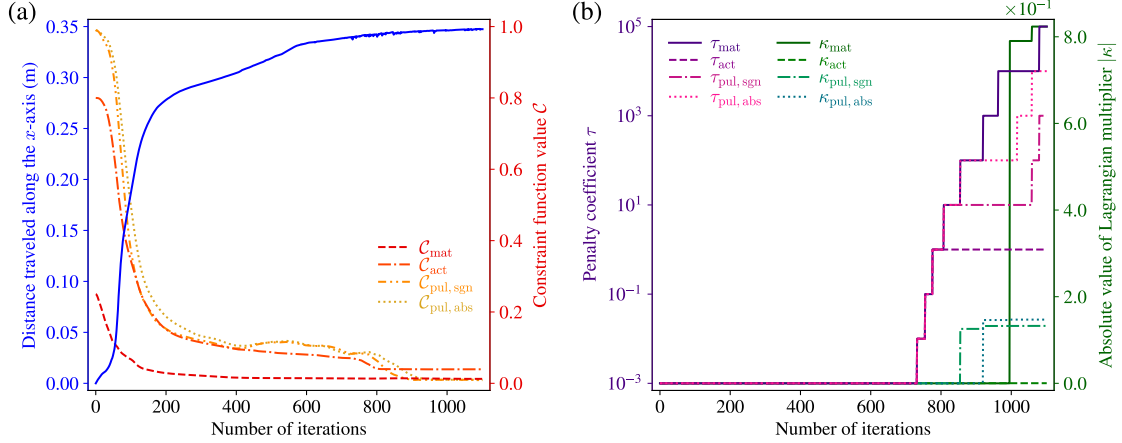 (a)
Distance traveled along the x-axis (m)
0.35
0.30
0.25
0.20
0.15
0.10
0.05
0.00
0 200 400 600 800 1000
Number of iterations
1.0
0.8
0.6
0.4
0.2
0.0
Constraint function value 𝒞
𝒞mat
𝒞act
𝒞pul, sgn
𝒞pul, abs
(b)
Penalty coefficient τ
10⁵
10³
10¹
10⁻¹
10⁻³
0 200 400 600 800 1000
Number of iterations
×10⁻¹
8.0
6.0
4.0
2.0
0.0
Absolute value of Lagrangian multiplier |κ|
τmat
τact
τpul, sgn
τpul, abs
κmat
κact
κpul, sgn
κpul, abs